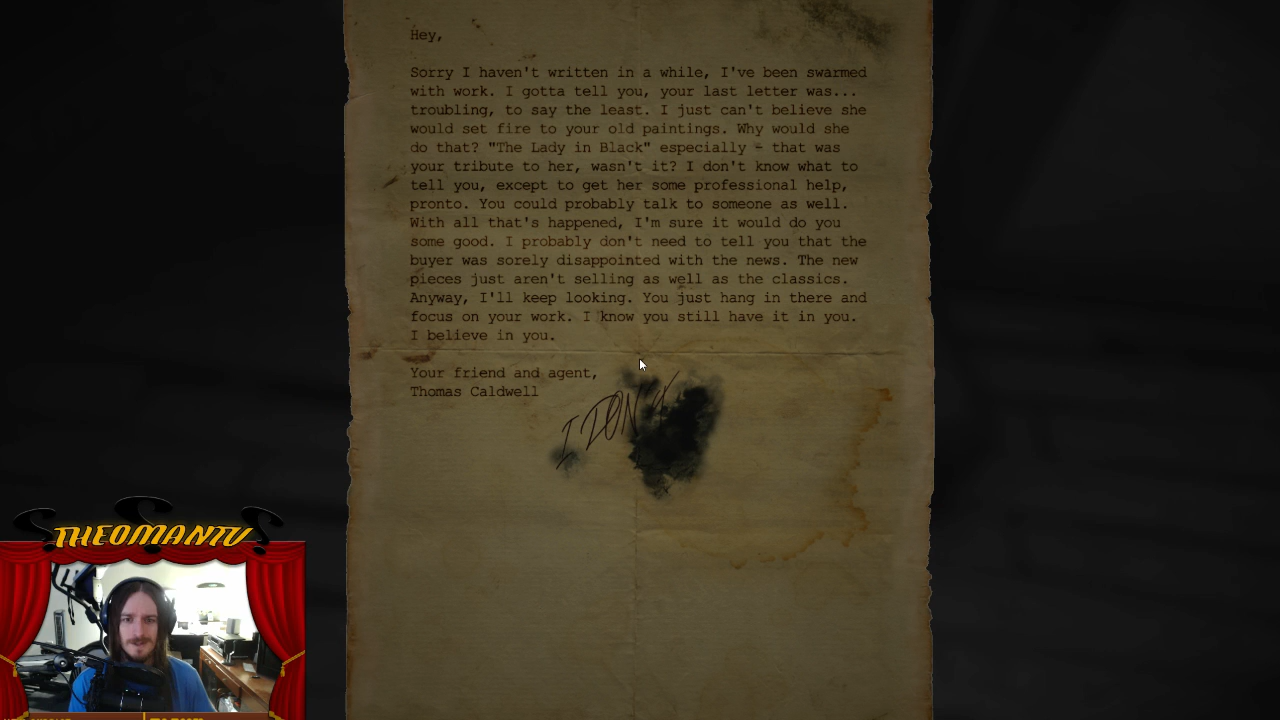 Hey,
Sorry I haven't written in a while, I've been swarmed
with work. I gotta tell you, your last letter was...
troubling, to say the least. I just can't believe she
would set fire to your old paintings. Why would she
do that? "The Lady in Black" especially - that was
your tribute to her, wasn't it? I don't know what to
tell you, except to get her some professional help,
pronto. You could probably talk to someone as well.
With all that's happened, I'm sure it would do you
some good. I probably don't need to tell you that the
buyer was sorely disappointed with the news. The new
pieces just aren't selling as well as the classics.
Anyway, I'll keep looking. You just hang in there and
focus on your work. I know you still have it in you.
I believe in you.
Your friend and agent,
Thomas Caldwell
I DON'T
THEOMANTV